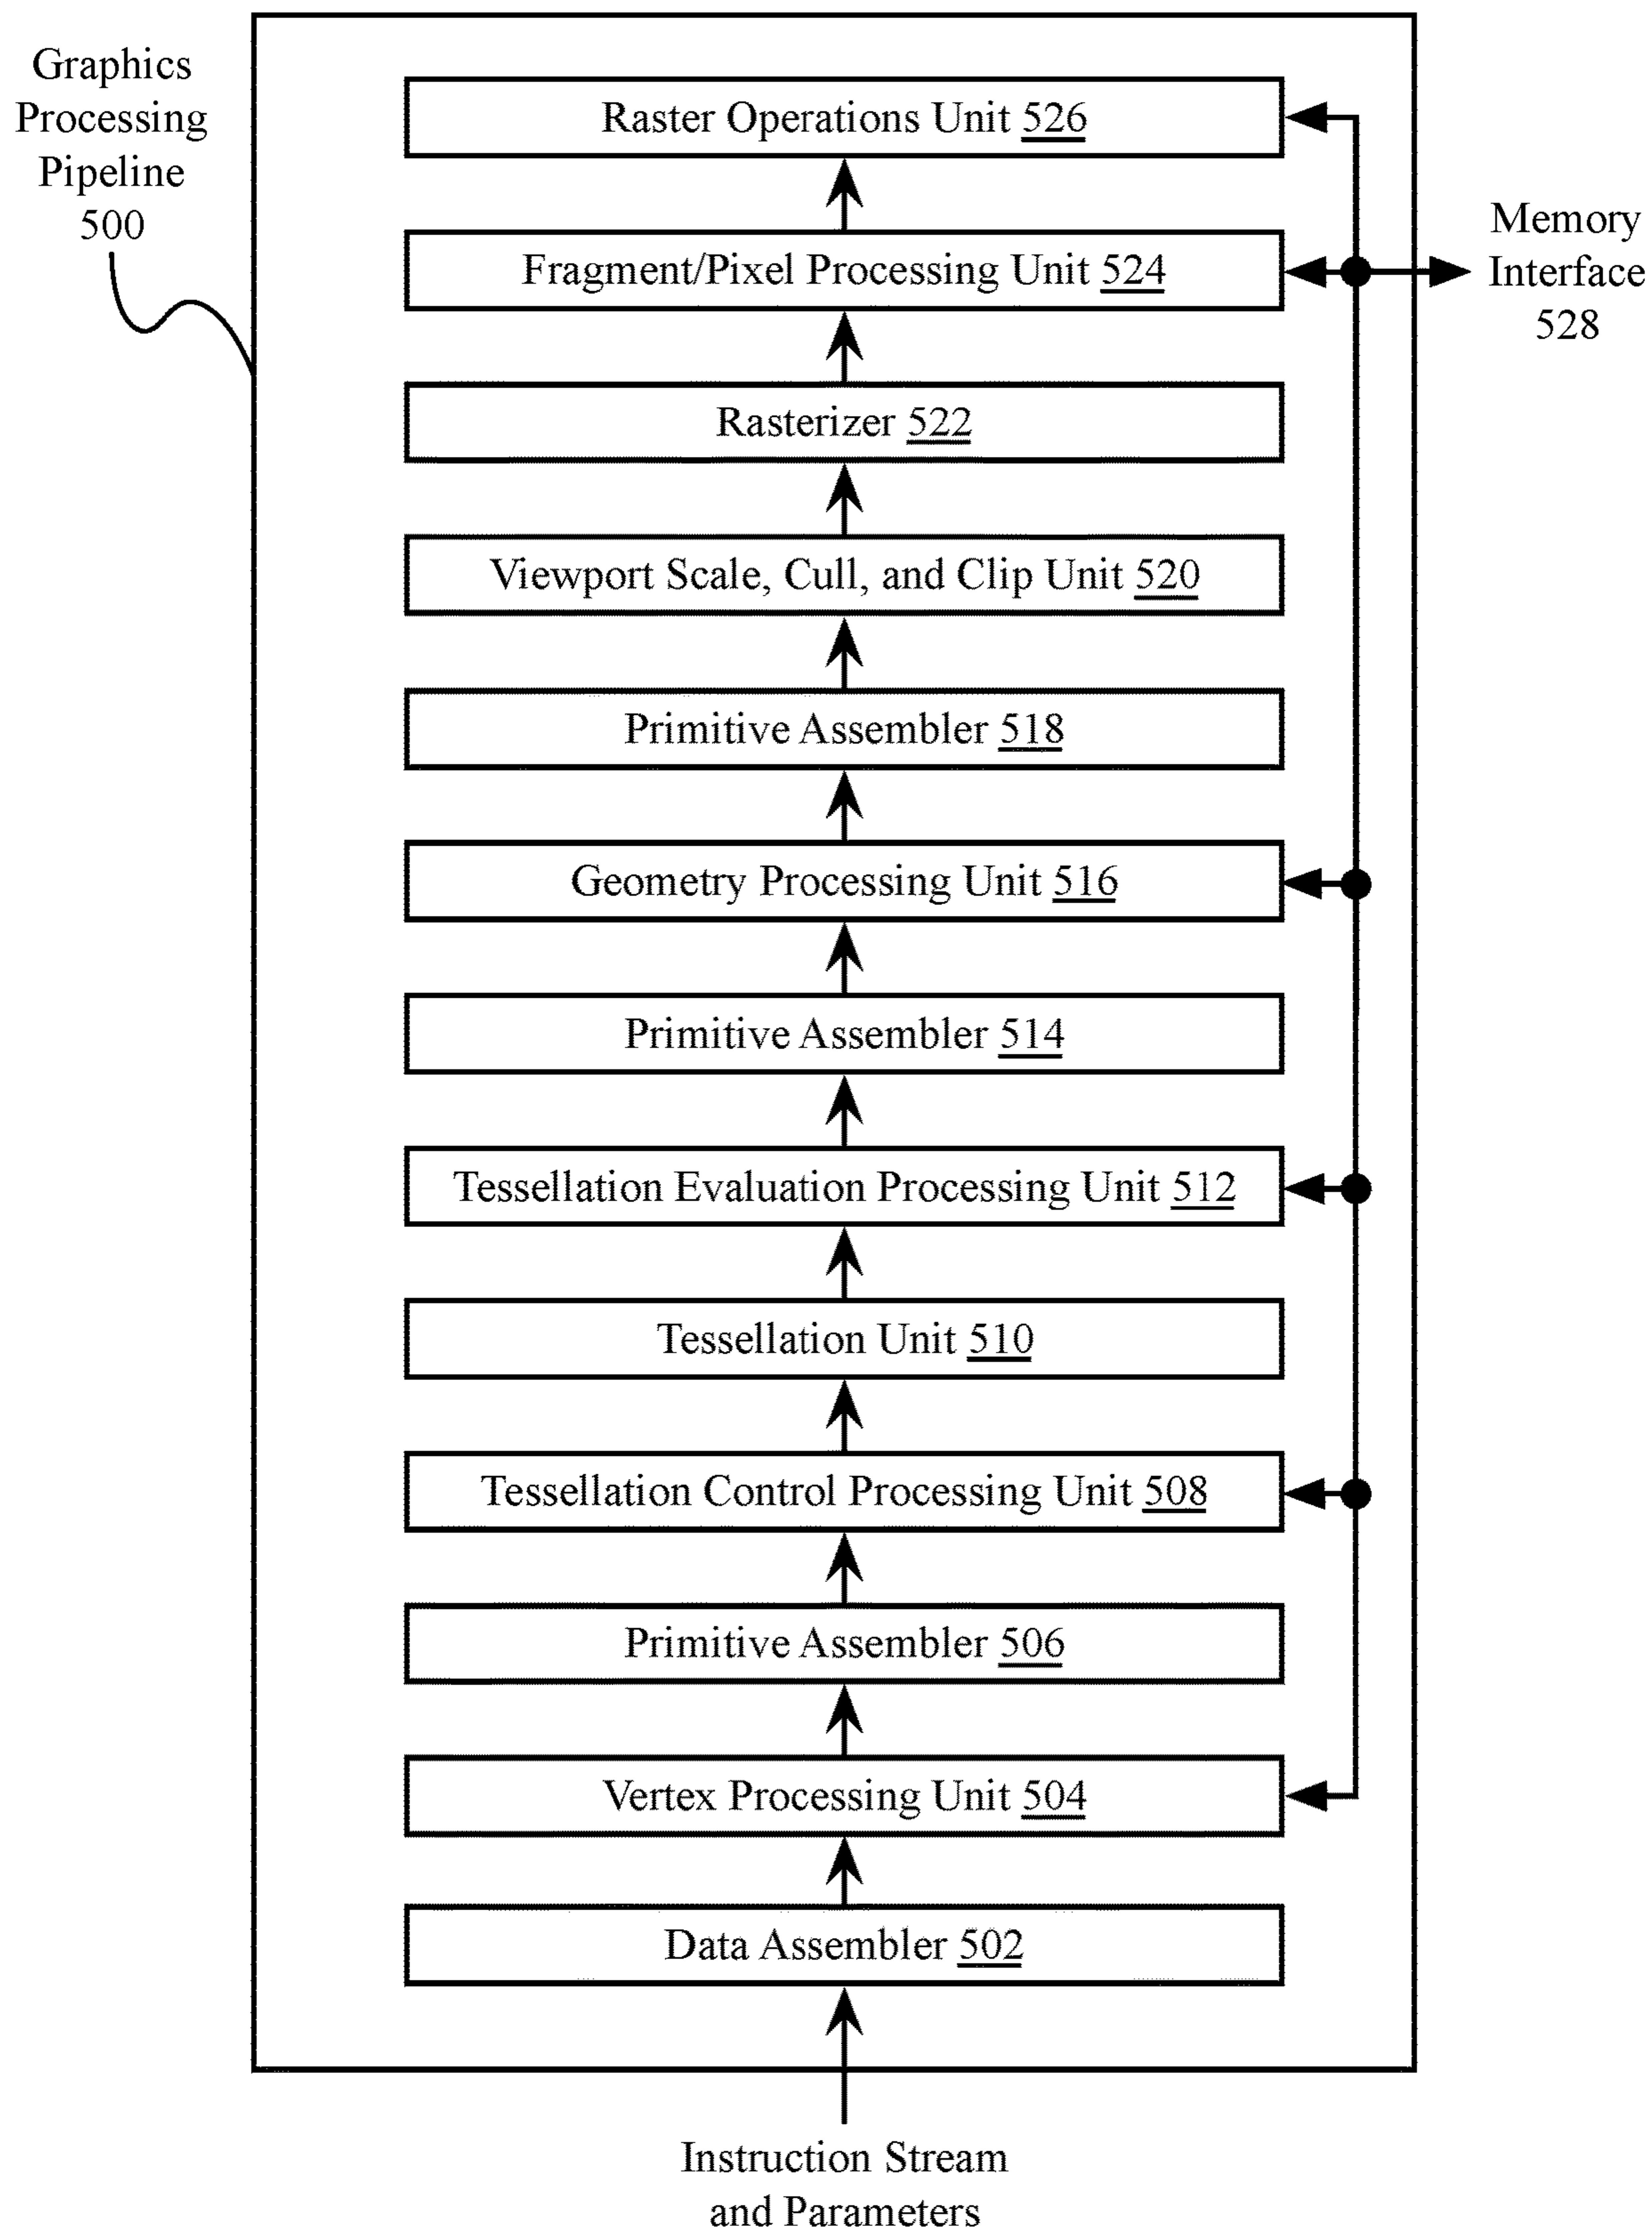 Graphics
Processing
Pipeline
500
Raster Operations Unit 526
Fragment/Pixel Processing Unit 524
Memory
Interface
528
Rasterizer 522
Viewport Scale, Cull, and Clip Unit 520
Primitive Assembler 518
Geometry Processing Unit 516
Primitive Assembler 514
Tessellation Evaluation Processing Unit 512
Tessellation Unit 510
Tessellation Control Processing Unit 508
Primitive Assembler 506
Vertex Processing Unit 504
Data Assembler 502
Instruction Stream
and Parameters